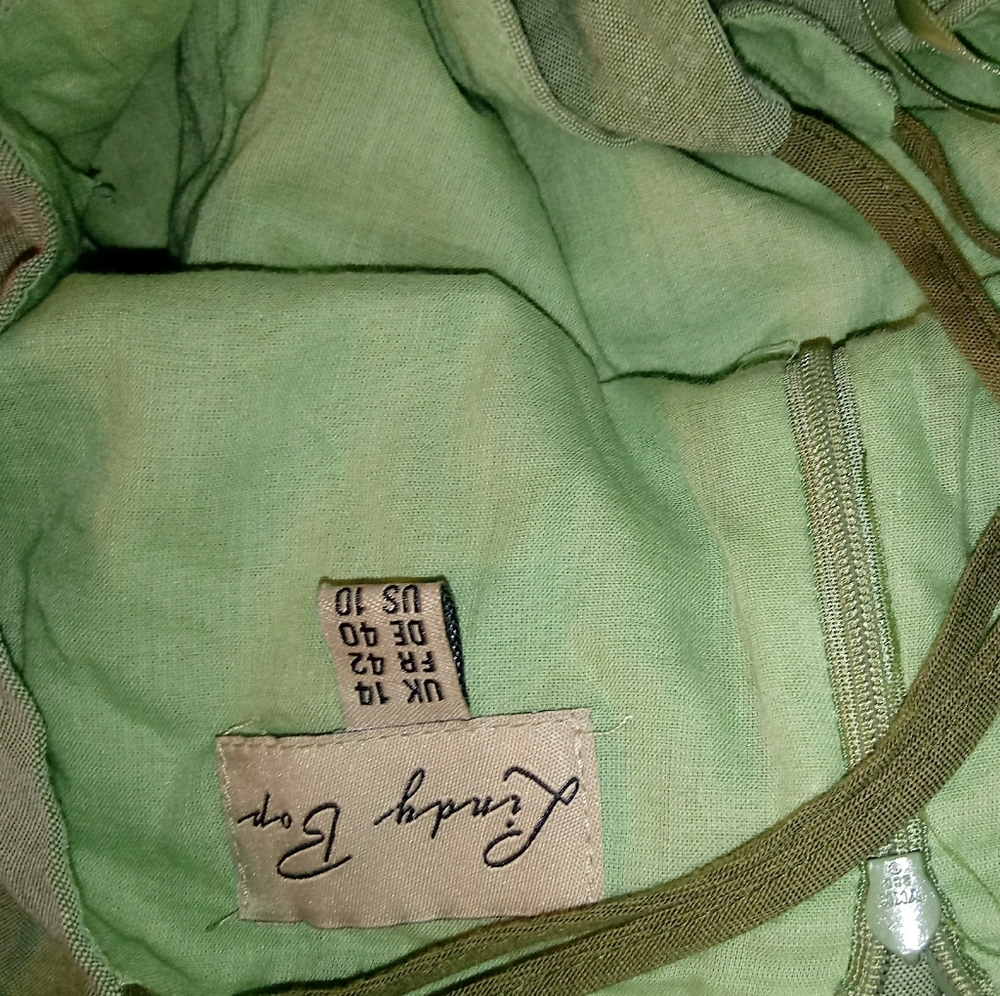 Lindy Bop
UK 14
FR 42
DE 40
US 10